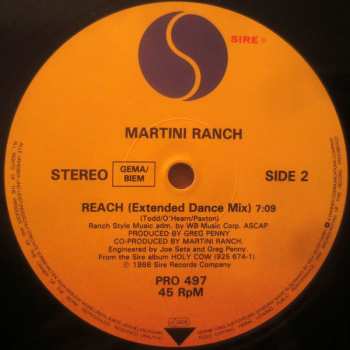 SIRE
MARTINI RANCH
STEREO GEMA/ BIEM SIDE 2
REACH (Extended Dance Mix) 7:09
(Todd/O'Hearn/Paxton)
Ranch Style Music adm. by WB Music Corp. ASCAP
PRODUCED BY GREG PENNY
CO-PRODUCED BY MARTINI RANCH.
Engineered by Joe Seta and Greg Penny.
From the Sire album HOLY COW (925 674-1)
℗ 1988 Sire Records Company
PRO 497
45 RpM